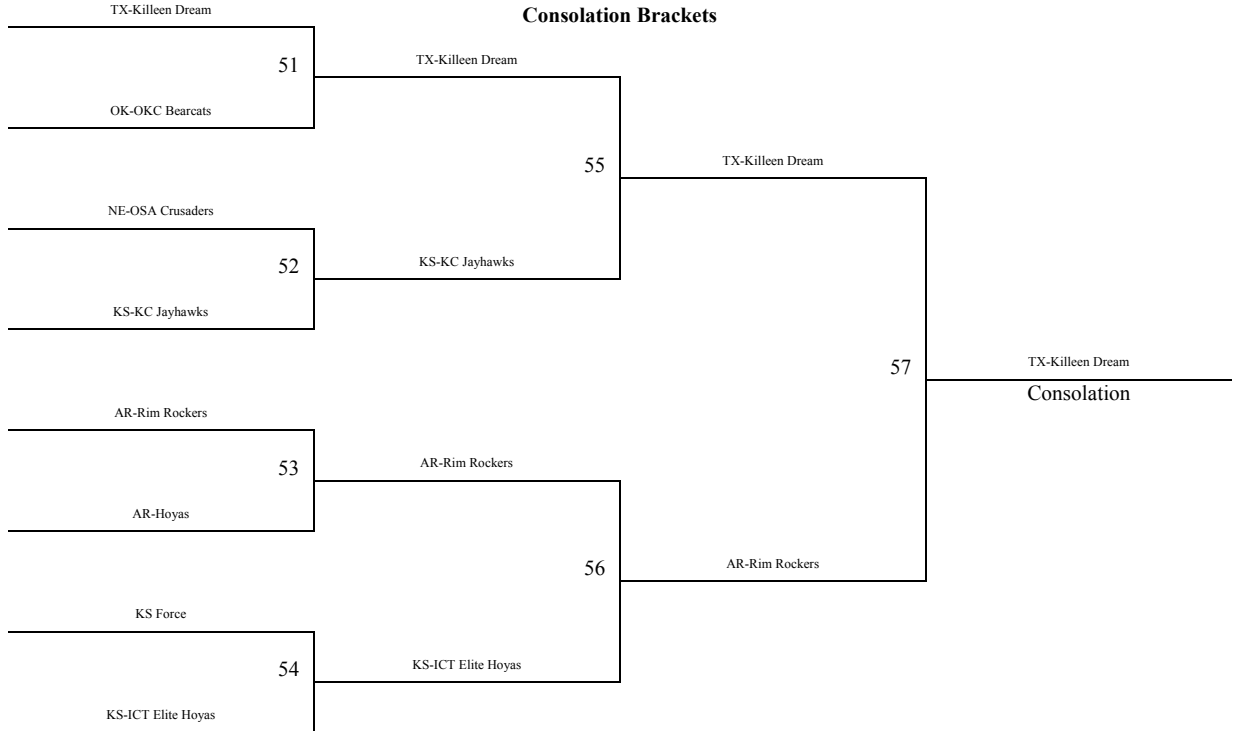 TX-Killeen Dream
Consolation Brackets
51
TX-Killeen Dream
OK-OKC Bearcats
55
TX-Killeen Dream
NE-OSA Crusaders
52
KS-KC Jayhawks
KS-KC Jayhawks
57
TX-Killeen Dream
Consolation
AR-Rim Rockers
53
AR-Rim Rockers
AR-Hoyas
56
AR-Rim Rockers
KS Force
54
KS-ICT Elite Hoyas
KS-ICT Elite Hoyas